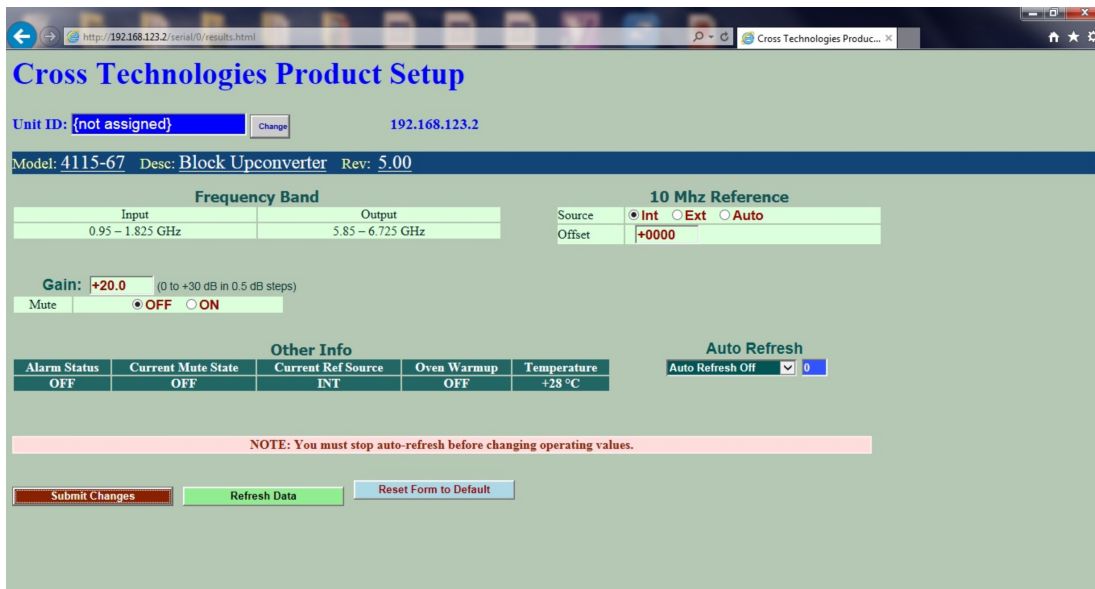 http://192.168.123.2/serial/0/results.html
Cross Technologies Produc...
Cross Technologies Product Setup
Unit ID: {not assigned} Change 192.168.123.2
Model: 4115-67 Desc: Block Upconverter Rev: 5.00
Frequency Band
Input Output
0.95 – 1.825 GHz 5.85 – 6.725 GHz
10 Mhz Reference
Source Int Ext Auto
Offset +0000
Gain: +20.0 (0 to +30 dB in 0.5 dB steps)
Mute OFF ON
Other Info
Alarm Status Current Mute State Current Ref Source Oven Warmup Temperature
OFF OFF INT OFF +28 °C
Auto Refresh
Auto Refresh Off 0
NOTE: You must stop auto-refresh before changing operating values.
Submit Changes Refresh Data Reset Form to Default